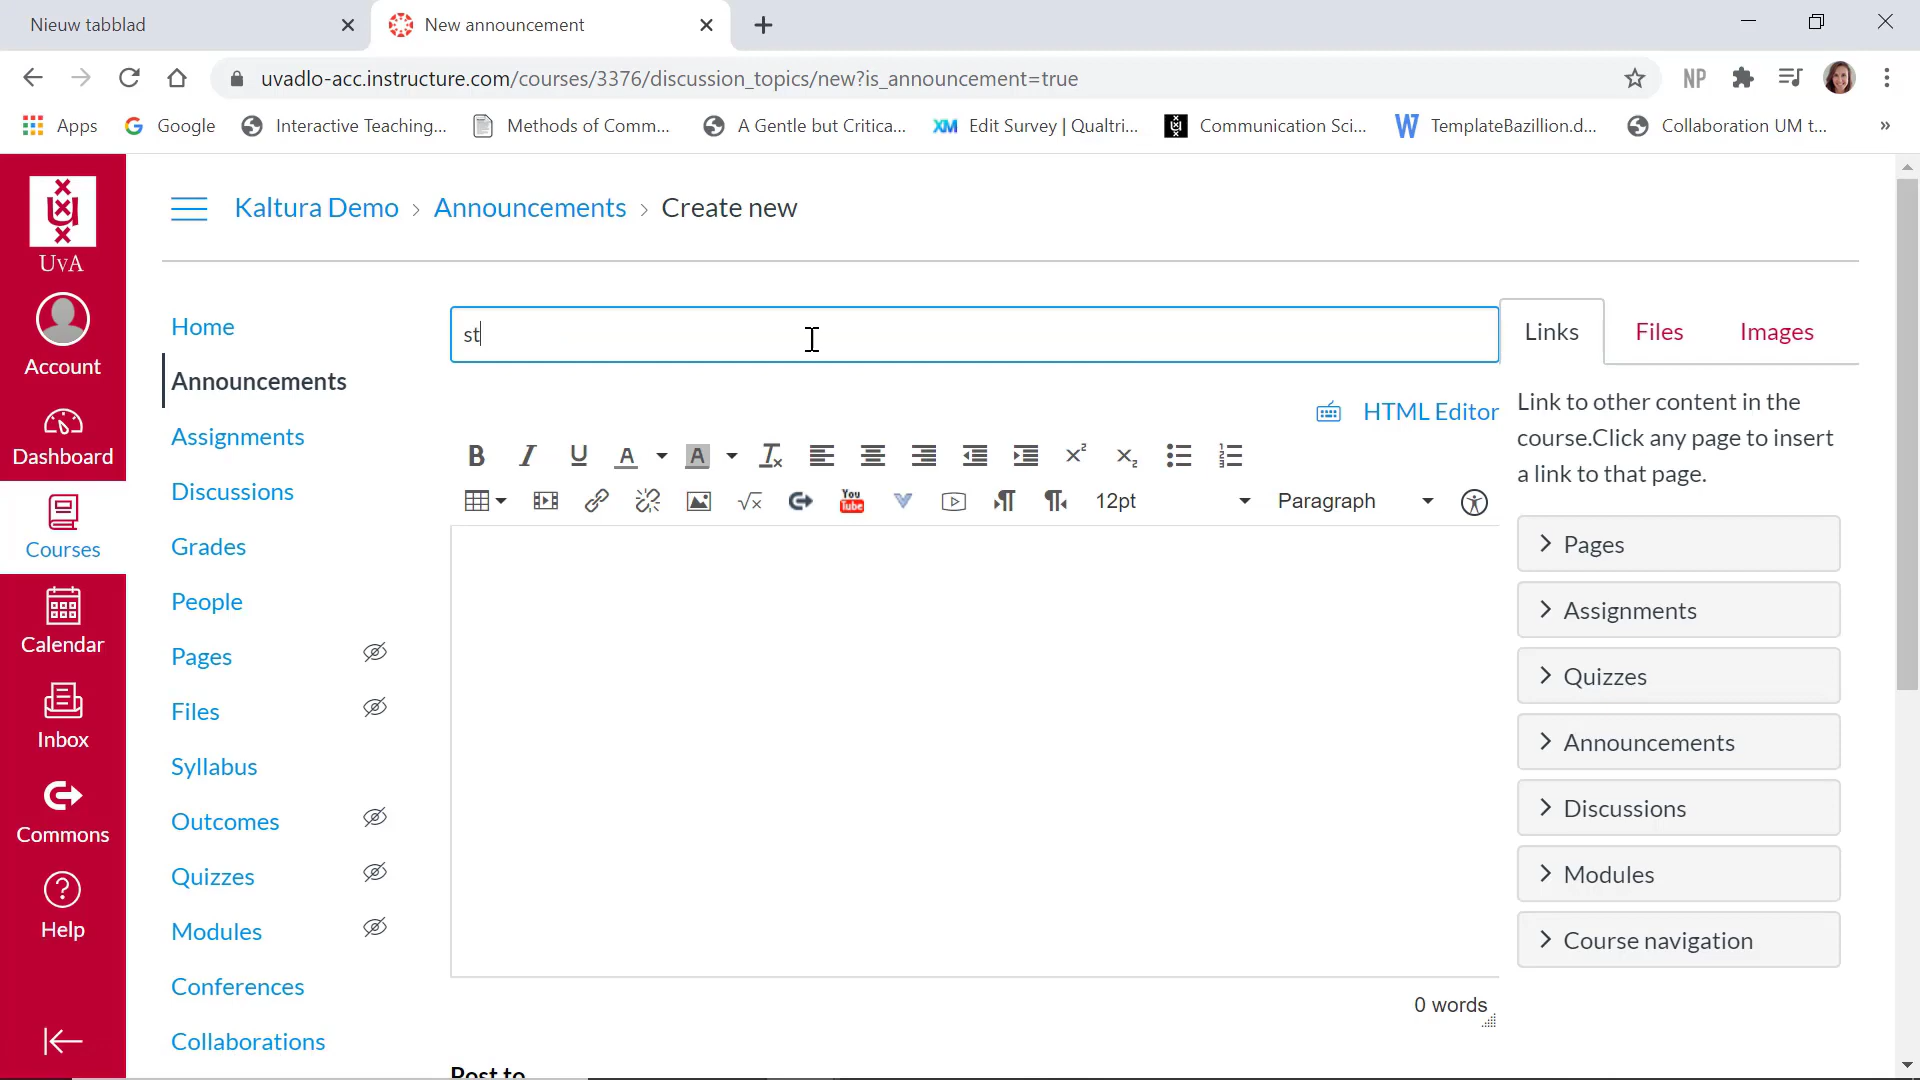 Nieuw tabblad
New announcement
uvadlo-acc.instructure.com/courses/3376/discussion_topics/new?is_announcement=true
NP
Apps
Google
Interactive Teaching...
Methods of Comm...
A Gentle but Critica...
XM Edit Survey | Qualtri...
Communication Sci...
W TemplateBazillion.d...
Collaboration UM t...
»
UvA
Account
Dashboard
Courses
Calendar
Inbox
Commons
Help
Kaltura Demo > Announcements > Create new
Home
Announcements
Assignments
Discussions
Grades
People
Pages
Files
Syllabus
Outcomes
Quizzes
Modules
Conferences
Collaborations
st
HTML Editor
B I U A A
12pt
Paragraph
You
Tube
0 words
Post to
Links
Files
Images
Link to other content in the
course.Click any page to insert
a link to that page.
Pages
Assignments
Quizzes
Announcements
Discussions
Modules
Course navigation